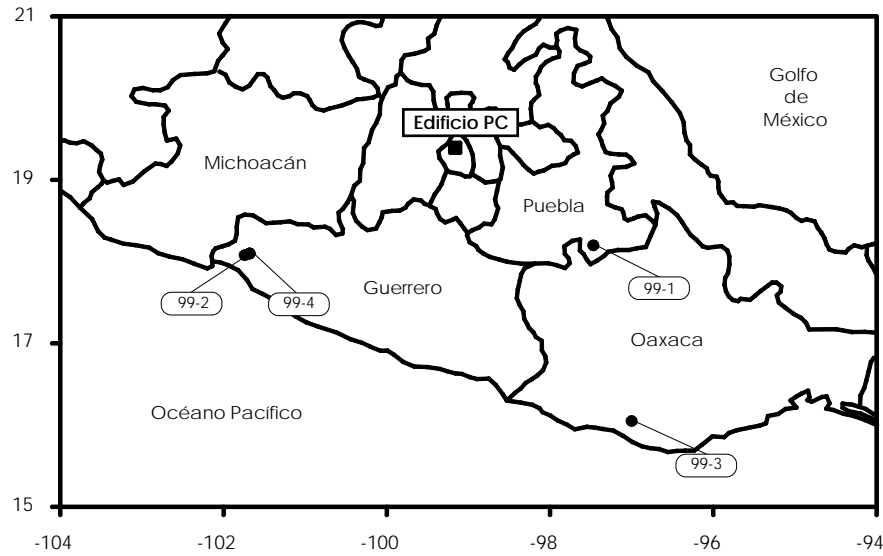 21
Golfo
de
México
Edificio PC
19
Michoacán
Puebla
99-2
99-4
Guerrero
99-1
17
Oaxaca
Océano Pacífico
99-3
15
-104
-102
-100
-98
-96
-94